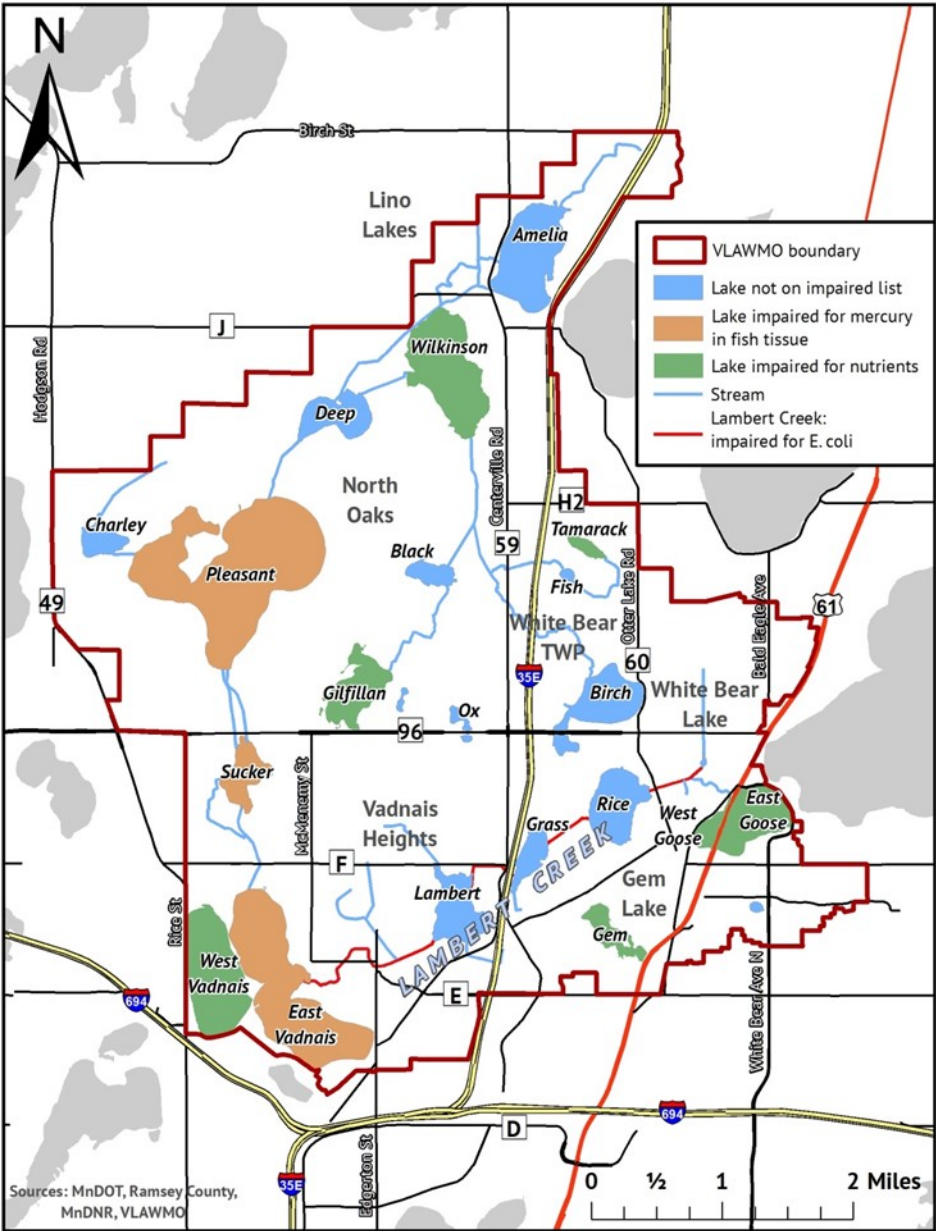 N
Birch St
Lino
Lakes
Amelia
VLAWMO boundary
Lake not on impaired list
Lake impaired for mercury
in fish tissue
Lake impaired for nutrients
Stream
Lambert Creek:
impaired for E. coli
J
Hodgson Rd
Wilkinson
Deep
Centerville Rd
North
Oaks
H2
Tamarack
Charley
Pleasant
Black
59
Fish
Otter Lake Rd
49
61
Bald Eagle Ave
White Bear
TWP
60
35E
Gilfillan
Birch
White Bear
Lake
Ox
96
Sucker
McMenemy St
Rice
West
Goose
East
Goose
Vadnais
Heights
Grass
F
LAMBERT CREEK
Lambert
Gem
Lake
Rice St
Gem
West
Vadnais
E
East
Vadnais
694
White Bear Ave N
694
D
Edgerton St
35E
0 ½ 1 2 Miles
Sources: MnDOT, Ramsey County,
MnDNR, VLAWMO